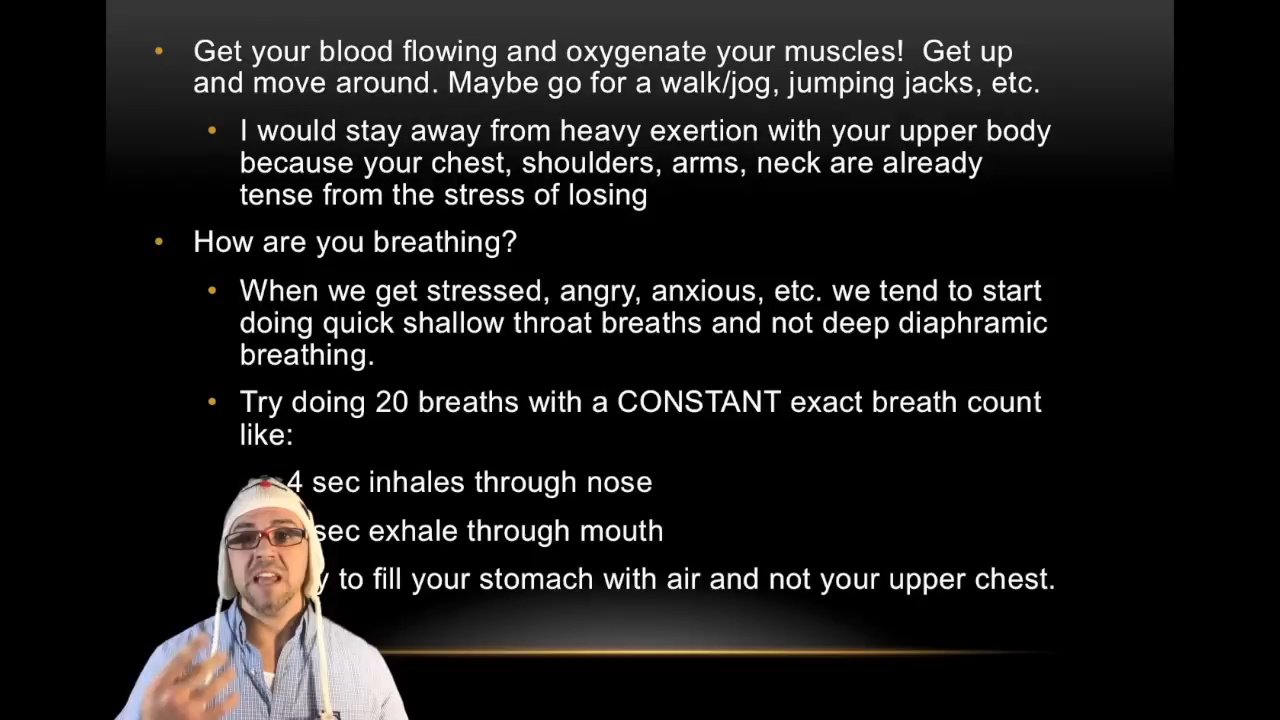 • Get your blood flowing and oxygenate your muscles!  Get up
and move around. Maybe go for a walk/jog, jumping jacks, etc.
• I would stay away from heavy exertion with your upper body
because your chest, shoulders, arms, neck are already
tense from the stress of losing
• How are you breathing?
• When we get stressed, angry, anxious, etc. we tend to start
doing quick shallow throat breaths and not deep diaphramic
breathing.
• Try doing 20 breaths with a CONSTANT exact breath count
like:
4 sec inhales through nose
sec exhale through mouth
to fill your stomach with air and not your upper chest.